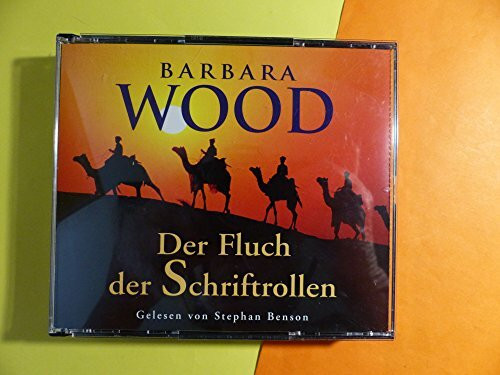 BARBARA
WOOD
Der Fluch
der Schriftrollen
Gelesen von Stephan Benson